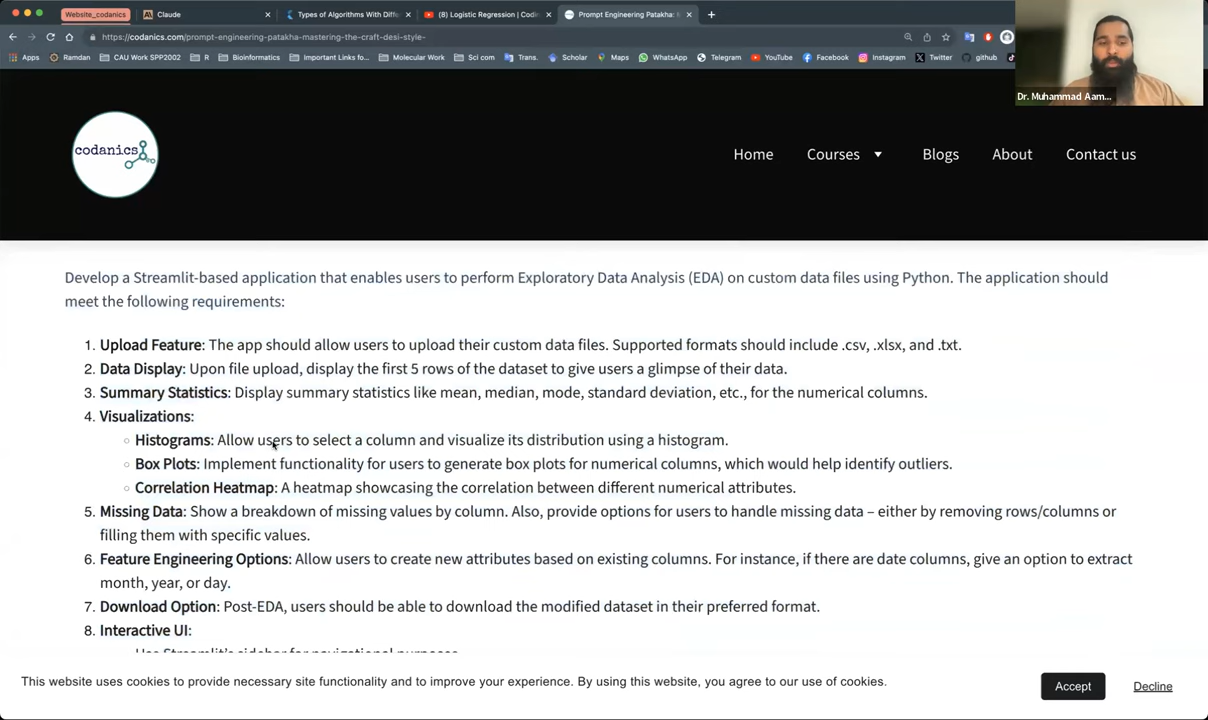 Website_codanics
Claude
Types of Algorithms With Diffe
(8) Logistic Regression | Codin
Prompt Engineering Patakha: M
https://codanics.com/prompt-engineering-patakha-mastering-the-craft-desi-style-
Apps
Ramdan
CAU Work SPP2002
R
Bioinformatics
Important Links fo...
Molecular Work
Sci com
Trans.
Scholar
Maps
WhatsApp
Telegram
YouTube
Facebook
Instagram
Twitter
github
Dr. Muhammad Aam...
codanics
Home
Courses
Blogs
About
Contact us
Develop a Streamlit-based application that enables users to perform Exploratory Data Analysis (EDA) on custom data files using Python. The application should
meet the following requirements:
1. Upload Feature: The app should allow users to upload their custom data files. Supported formats should include .csv, .xlsx, and .txt.
2. Data Display: Upon file upload, display the first 5 rows of the dataset to give users a glimpse of their data.
3. Summary Statistics: Display summary statistics like mean, median, mode, standard deviation, etc., for the numerical columns.
4. Visualizations:
Histograms: Allow users to select a column and visualize its distribution using a histogram.
Box Plots: Implement functionality for users to generate box plots for numerical columns, which would help identify outliers.
Correlation Heatmap: A heatmap showcasing the correlation between different numerical attributes.
5. Missing Data: Show a breakdown of missing values by column. Also, provide options for users to handle missing data – either by removing rows/columns or
filling them with specific values.
6. Feature Engineering Options: Allow users to create new attributes based on existing columns. For instance, if there are date columns, give an option to extract
month, year, or day.
7. Download Option: Post-EDA, users should be able to download the modified dataset in their preferred format.
8. Interactive UI:
Use Streamlit's sidebar for navigational purposes.
This website uses cookies to provide necessary site functionality and to improve your experience. By using this website, you agree to our use of cookies.
Accept
Decline